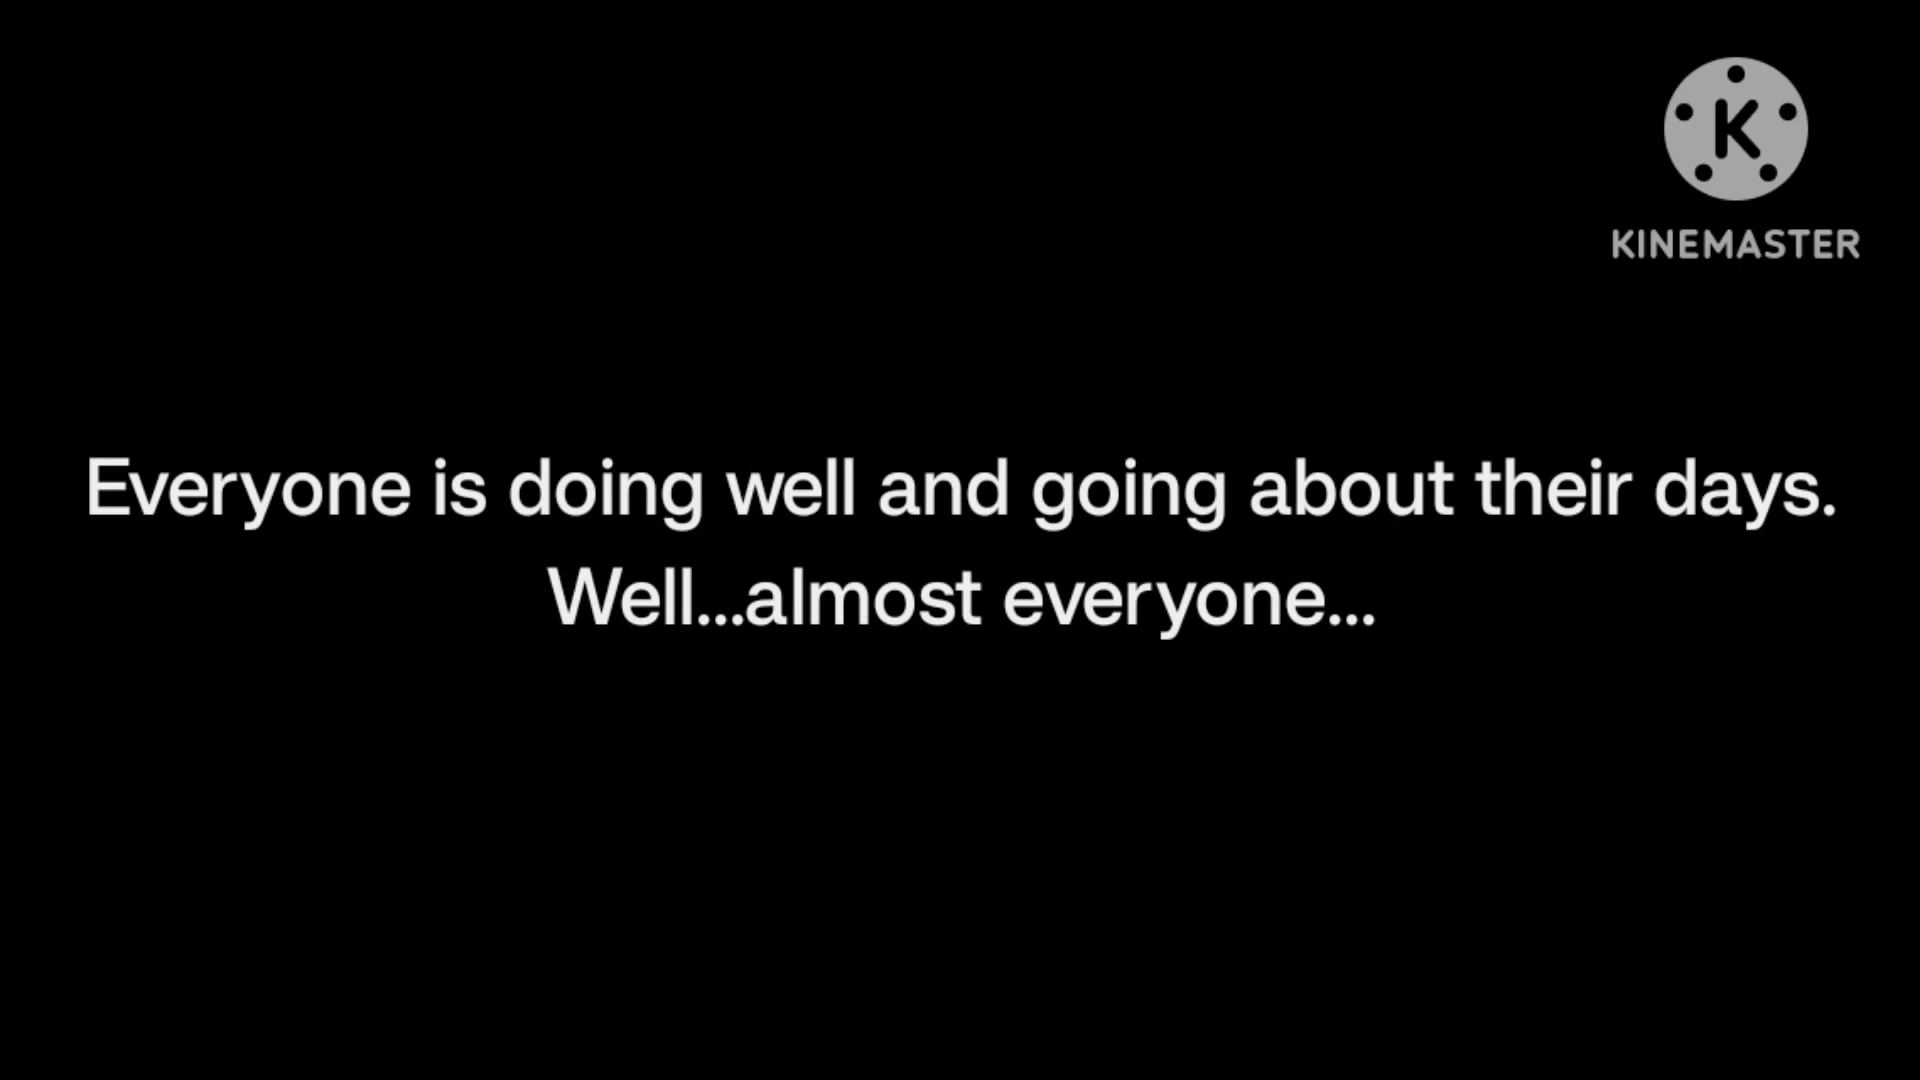 K
KINEMASTER
Everyone is doing well and going about their days.
Well...almost everyone...